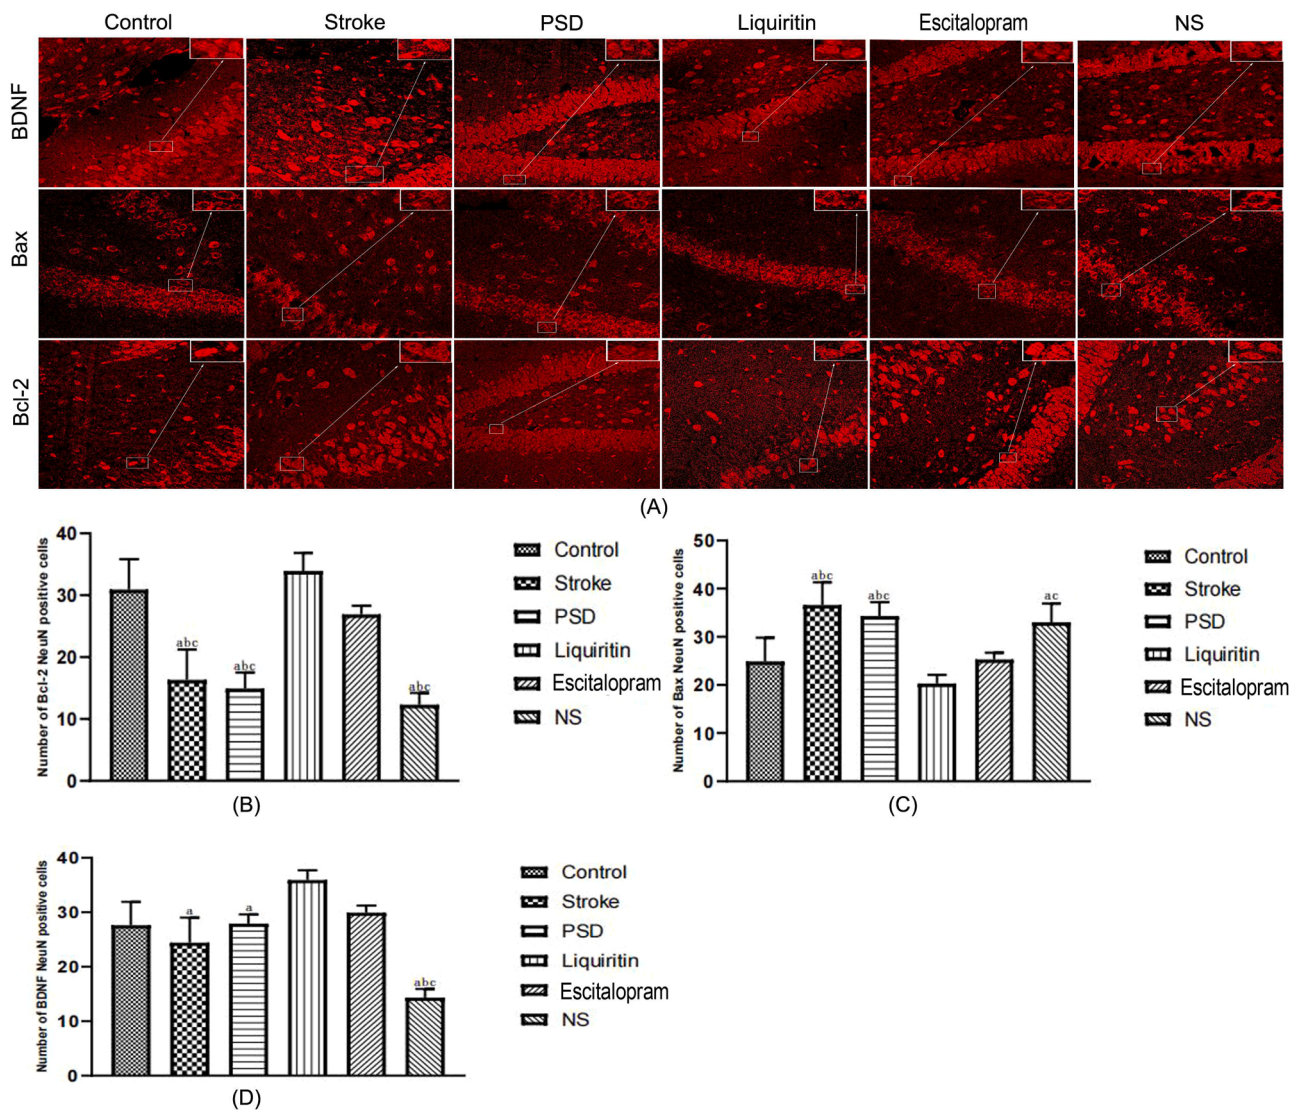 Control Stroke PSD Liquiritin Escitalopram NS
BDNF
Bax
Bcl-2
(A)
Number of Bcl-2 NeuN positive cells
40
30
20
10
0
abc
abc
abc
Control
Stroke
PSD
Liquiritin
Escitalopram
NS
(B)
Number of Bax NeuN positive cells
50
40
30
20
10
0
abc
abc
ac
Control
Stroke
PSD
Liquiritin
Escitalopram
NS
(C)
Number of BDNF NeuN positive cells
40
30
20
10
0
a
a
abc
Control
Stroke
PSD
Liquiritin
Escitalopram
NS
(D)